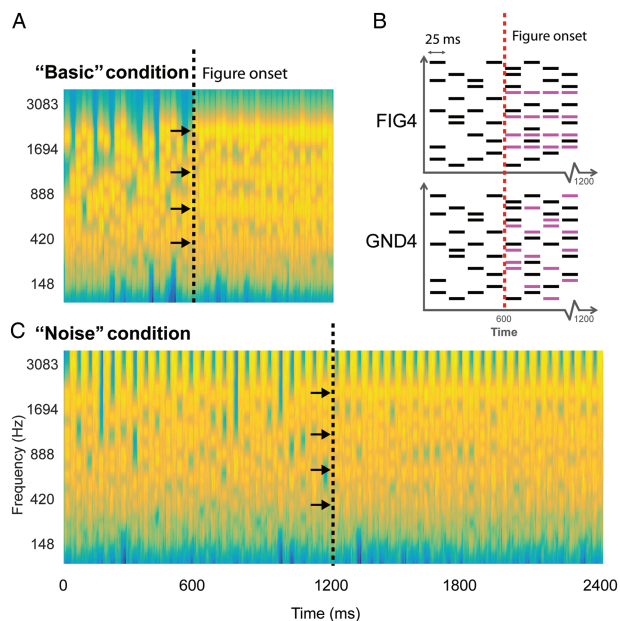 A
“Basic” condition
Figure onset
3083
1694
888
420
148
B
25 ms
Figure onset
FIG4
1200
GND4
600
1200
Time
C
“Noise” condition
3083
1694
888
420
148
Frequency (Hz)
0
600
1200
1800
2400
Time (ms)